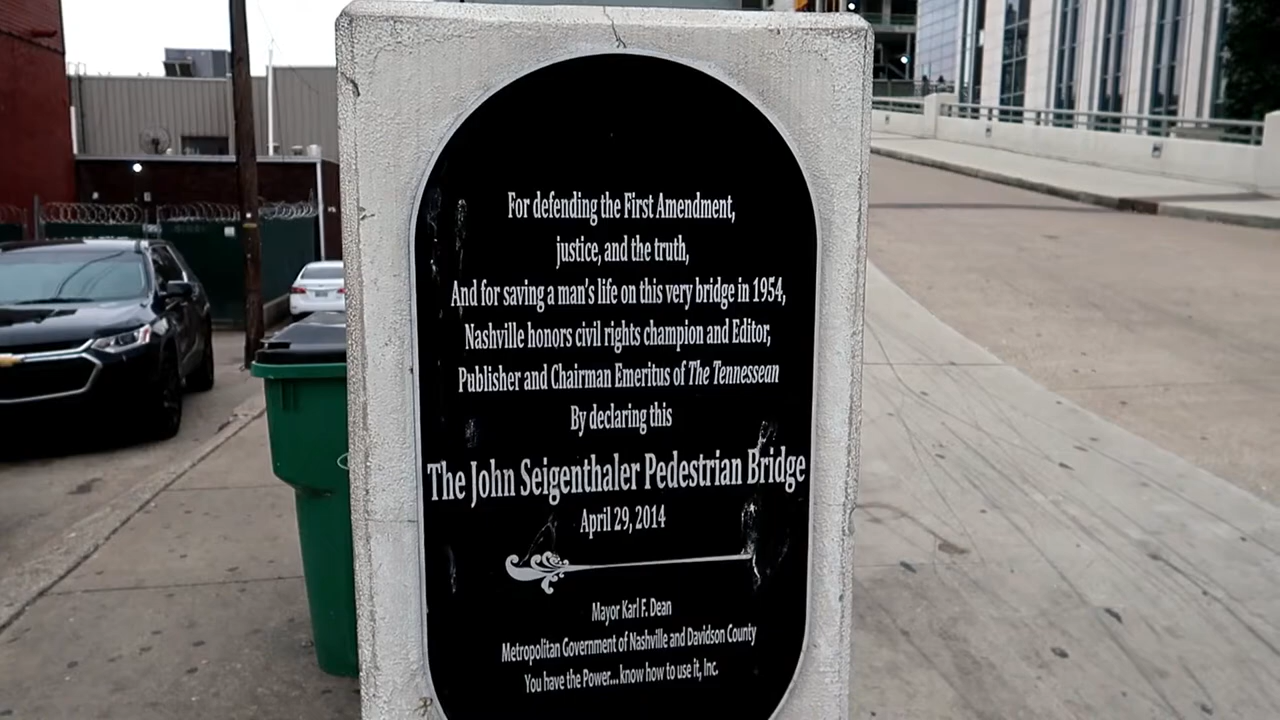 For defending the First Amendment,
justice, and the truth,
And for saving a man's life on this very bridge in 1954,
Nashville honors civil rights champion and Editor,
Publisher and Chairman Emeritus of The Tennessean
By declaring this
The John Seigenthaler Pedestrian Bridge
April 29, 2014
Mayor Karl F. Dean
Metropolitan Government of Nashville and Davidson County
You have the Power... know how to use it, Inc.